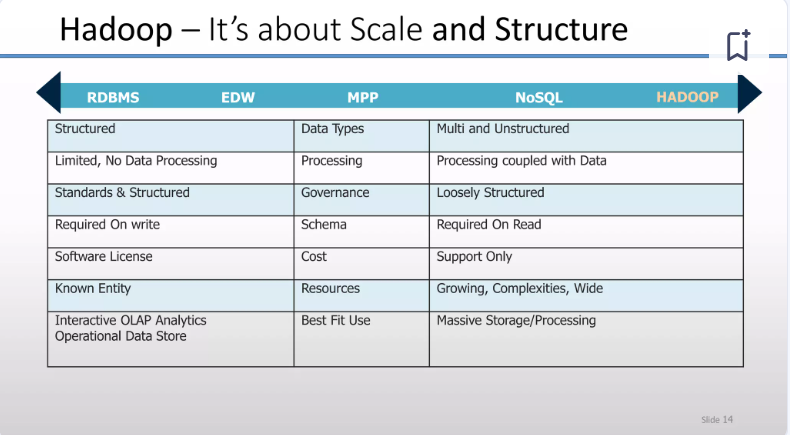 Hadoop – It's about Scale and Structure
RDBMS EDW MPP NoSQL HADOOP
Structured Data Types Multi and Unstructured
Limited, No Data Processing Processing Processing coupled with Data
Standards & Structured Governance Loosely Structured
Required On write Schema Required On Read
Software License Cost Support Only
Known Entity Resources Growing, Complexities, Wide
Interactive OLAP Analytics Best Fit Use Massive Storage/Processing
Operational Data Store
Slide 14